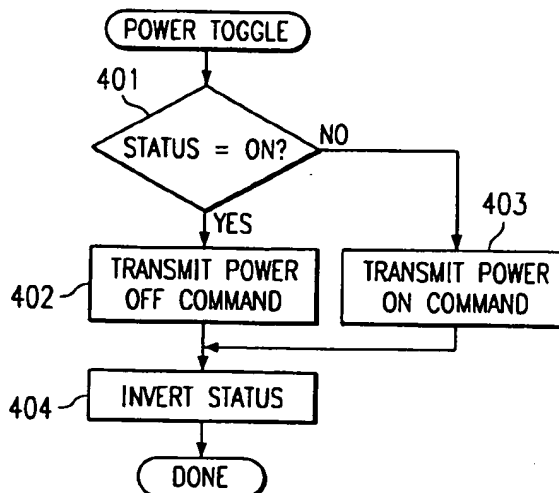 POWER TOGGLE
401
STATUS = ON?
NO
YES
403
402
TRANSMIT POWER
OFF COMMAND
TRANSMIT POWER
ON COMMAND
404
INVERT STATUS
DONE